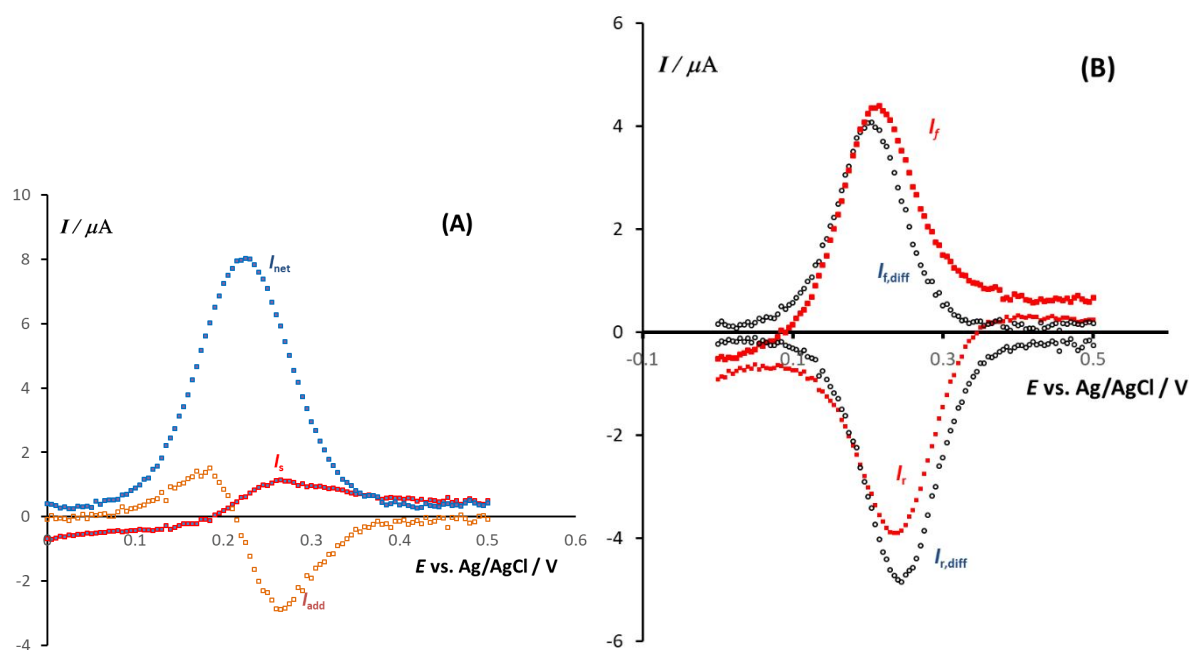 10
8
6
4
2
0
-2
-4
I / μA
(A)
Inet
Is
Iadd
0.1
0.2
0.3
0.4
0.5
0.6
E vs. Ag/AgCl / V
6
4
2
0
-2
-4
-6
I / μA
(B)
If
If,diff
Ir
Ir,diff
-0.1
0.1
0.3
0.5
E vs. Ag/AgCl / V